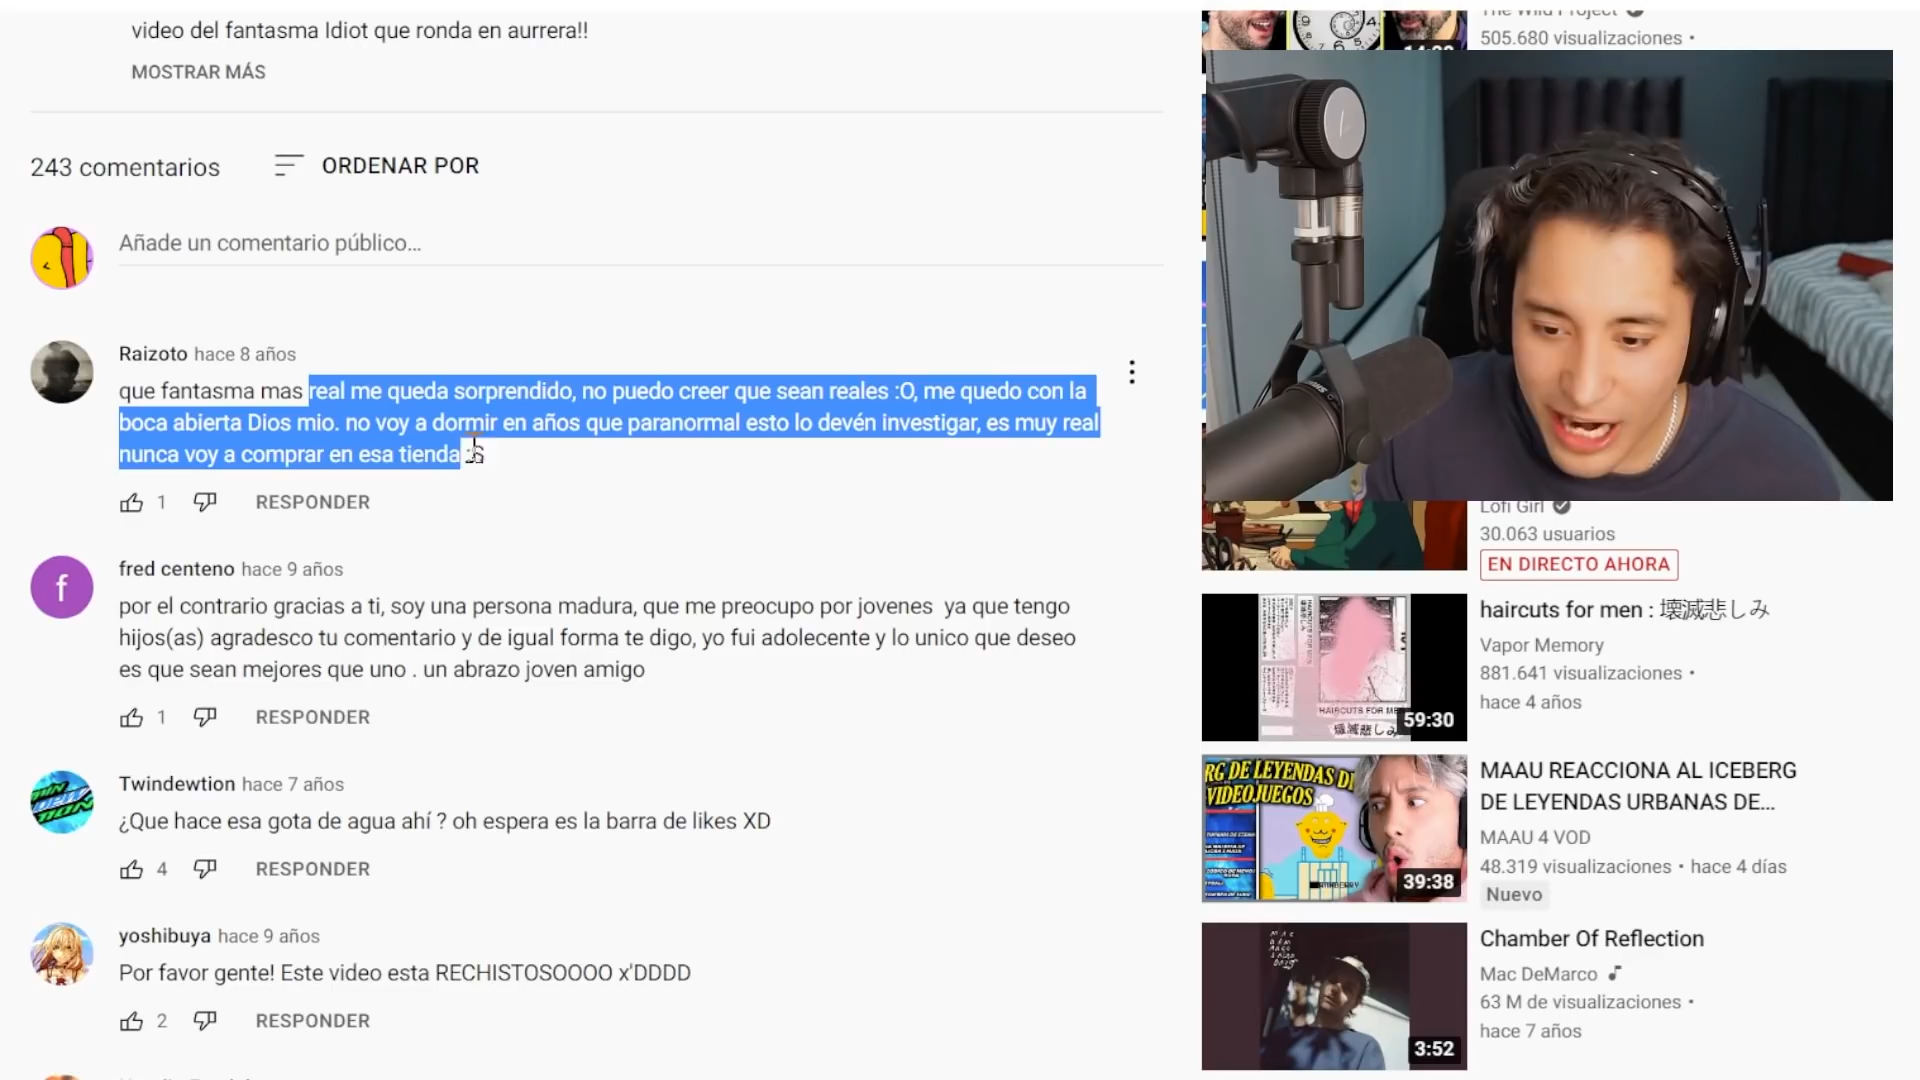 video del fantasma Idiot que ronda en aurrera!!
MOSTRAR MÁS
243 comentarios
ORDENAR POR
Añade un comentario público...
Raizoto hace 8 años
que fantasma mas real me queda sorprendido, no puedo creer que sean reales :O, me quedo con la
boca abierta Dios mio. no voy a dormir en años que paranormal esto lo devén investigar, es muy real
nunca voy a comprar en esa tienda :S
1
RESPONDER
f
fred centeno hace 9 años
por el contrario gracias a ti, soy una persona madura, que me preocupo por jovenes  ya que tengo
hijos(as) agradesco tu comentario y de igual forma te digo, yo fui adolecente y lo unico que deseo
es que sean mejores que uno . un abrazo joven amigo
1
RESPONDER
Twindewtion hace 7 años
¿Que hace esa gota de agua ahí ? oh espera es la barra de likes XD
4
RESPONDER
yoshibuya hace 9 años
Por favor gente! Este video esta RECHISTOSOOOO x'DDDD
2
RESPONDER
The Wild Project
505.680 visualizaciones •
Lofi Girl
30.063 usuarios
EN DIRECTO AHORA
HAIRCUTS FOR MEN
59:30
haircuts for men : 壊滅悲しみ
Vapor Memory
881.641 visualizaciones •
hace 4 años
RG DE LEYENDAS DE
VIDEOJUEGOS
39:38
MAAU REACCIONA AL ICEBERG
DE LEYENDAS URBANAS DE...
MAAU 4 VOD
48.319 visualizaciones • hace 4 días
Nuevo
3:52
Chamber Of Reflection
Mac DeMarco
63 M de visualizaciones •
hace 7 años